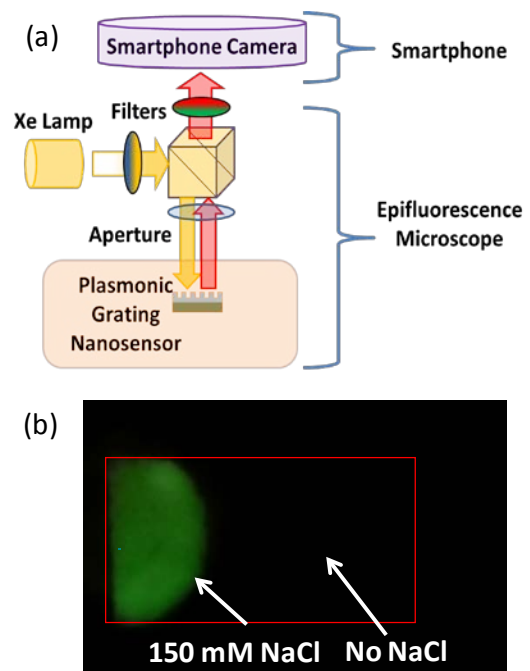 (a)
Smartphone Camera
Smartphone
Filters
Xe Lamp
Aperture
Epifluorescence
Microscope
Plasmonic
Grating
Nanosensor
(b)
150 mM NaCl
No NaCl